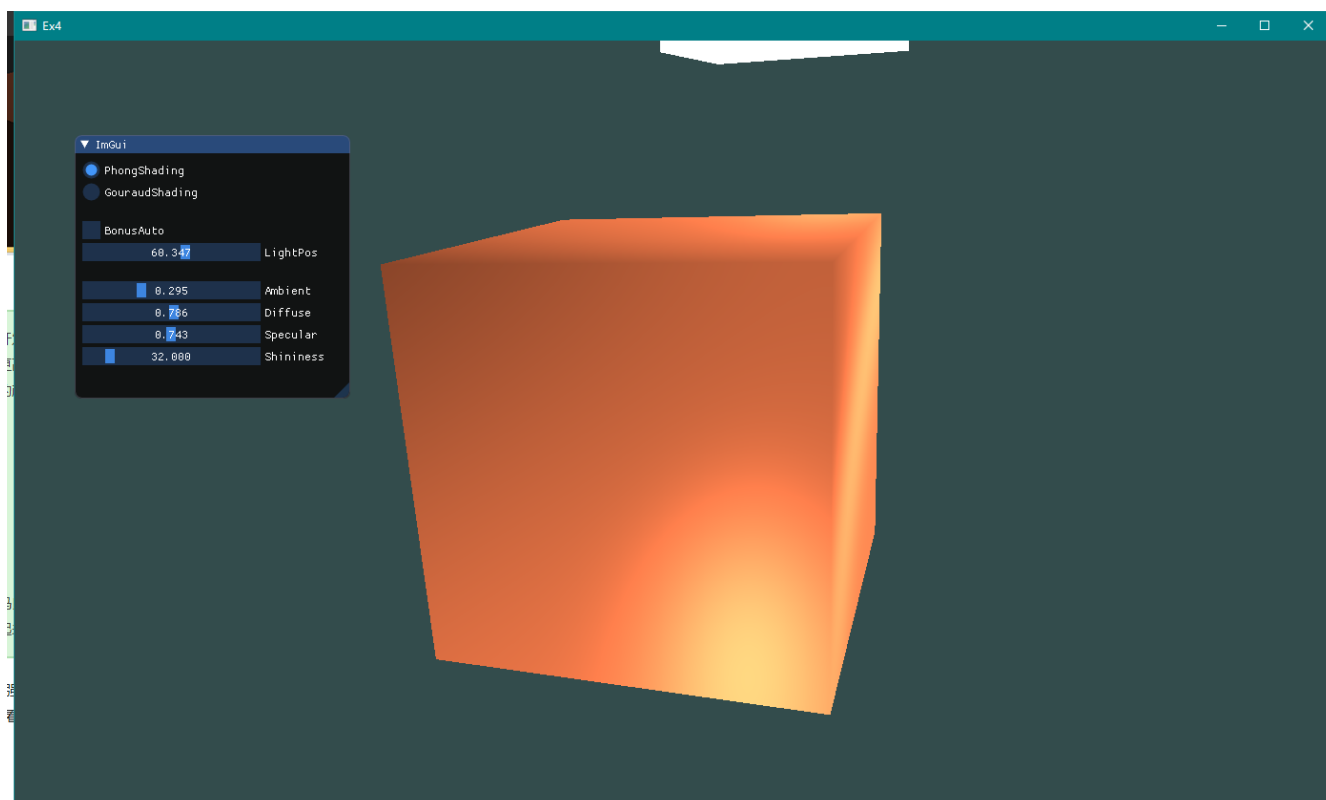 Ex4
ImGui
PhongShading
GouraudShading
BonusAuto
60.347 LightPos
0.295 Ambient
0.786 Diffuse
0.743 Specular
32.000 Shininess
看